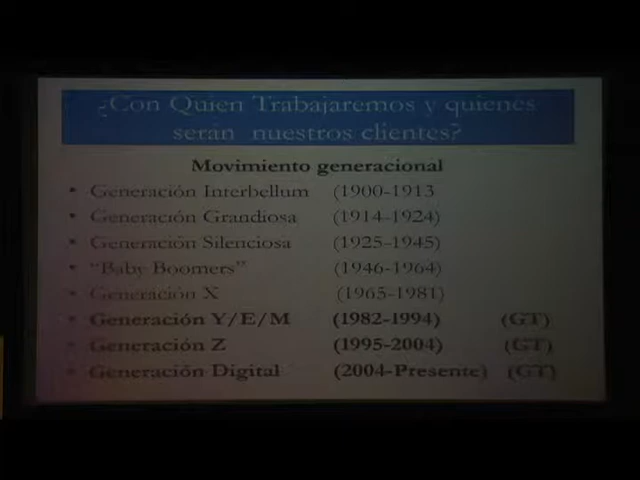 ¿Con Quien Trabajaremos y quienes
serán nuestros clientes?
Movimiento generacional
• Generación Interbellum (1900-1913
• Generación Grandiosa (1914-1924)
• Generación Silenciosa (1925-1945)
• “Baby Boomers” (1946-1964)
• Generación X (1965-1981)
• Generación Y/E/M (1982-1994) (GT)
• Generación Z (1995-2004) (GT)
• Generación Digital (2004-Presente) (GT)